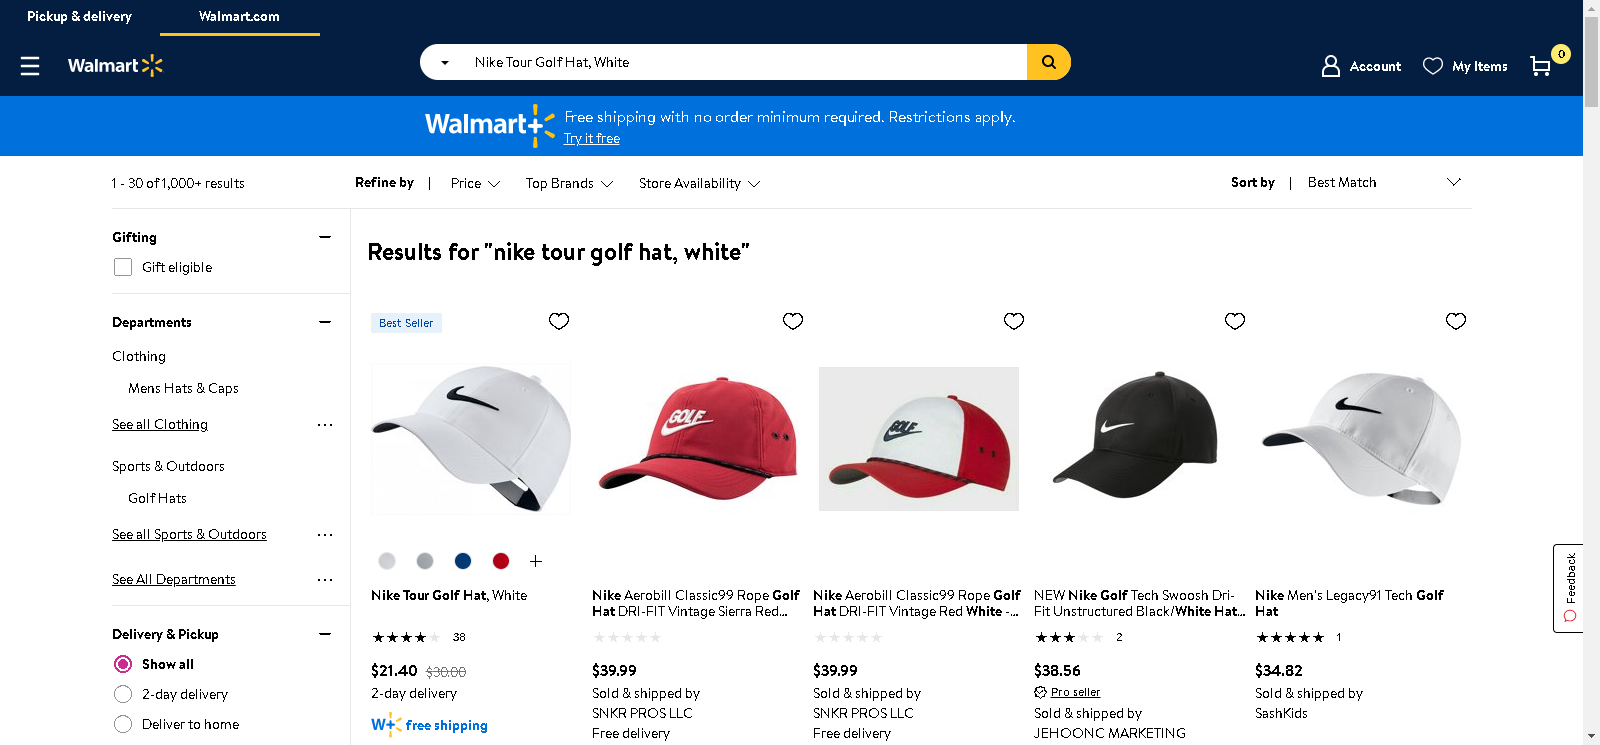 Pickup & delivery
Walmart.com
Walmart
Nike Tour Golf Hat, White
Account
My Items
0
Walmart+
Free shipping with no order minimum required. Restrictions apply.
Try it free
1 - 30 of 1,000+ results
Refine by | Price Top Brands Store Availability
Sort by | Best Match
Gifting
Gift eligible
Departments
Clothing
Mens Hats & Caps
See all Clothing
Sports & Outdoors
Golf Hats
See all Sports & Outdoors
See All Departments
Delivery & Pickup
Show all
2-day delivery
Deliver to home
Results for "nike tour golf hat, white"
Best Seller
Nike Tour Golf Hat, White
38
$21.40 $30.00
2-day delivery
W+ free shipping
GOLF
Nike Aerobill Classic99 Rope Golf
Hat DRI-FIT Vintage Sierra Red...
$39.99
Sold & shipped by
SNKR PROS LLC
Free delivery
GOLF
Nike Aerobill Classic99 Rope Golf
Hat DRI-FIT Vintage Red White -...
$39.99
Sold & shipped by
SNKR PROS LLC
Free delivery
NEW Nike Golf Tech Swoosh Dri-
Fit Unstructured Black/White Hat...
2
$38.56
Pro seller
Sold & shipped by
JEHOONC MARKETING
Nike Men's Legacy91 Tech Golf
Hat
1
$34.82
Sold & shipped by
SashKids
Feedback